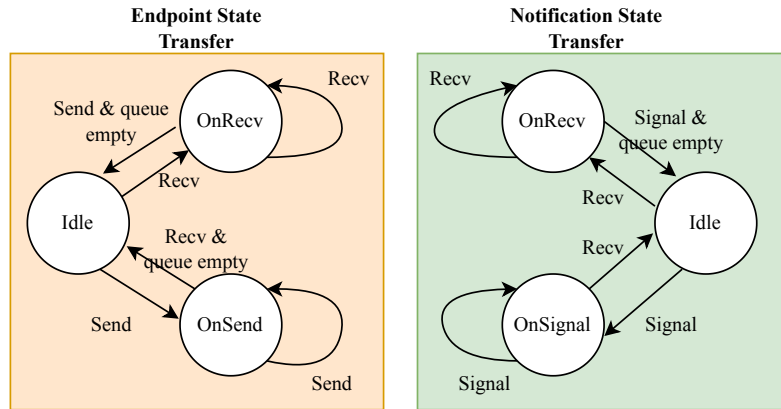 Endpoint State
Transfer
Recv
Send & queue
empty
OnRecv
Recv
Idle
Recv &
queue empty
Send
OnSend
Send
Notification State
Transfer
Recv
OnRecv
Signal &
queue empty
Recv
Idle
Recv
OnSignal
Signal
Signal